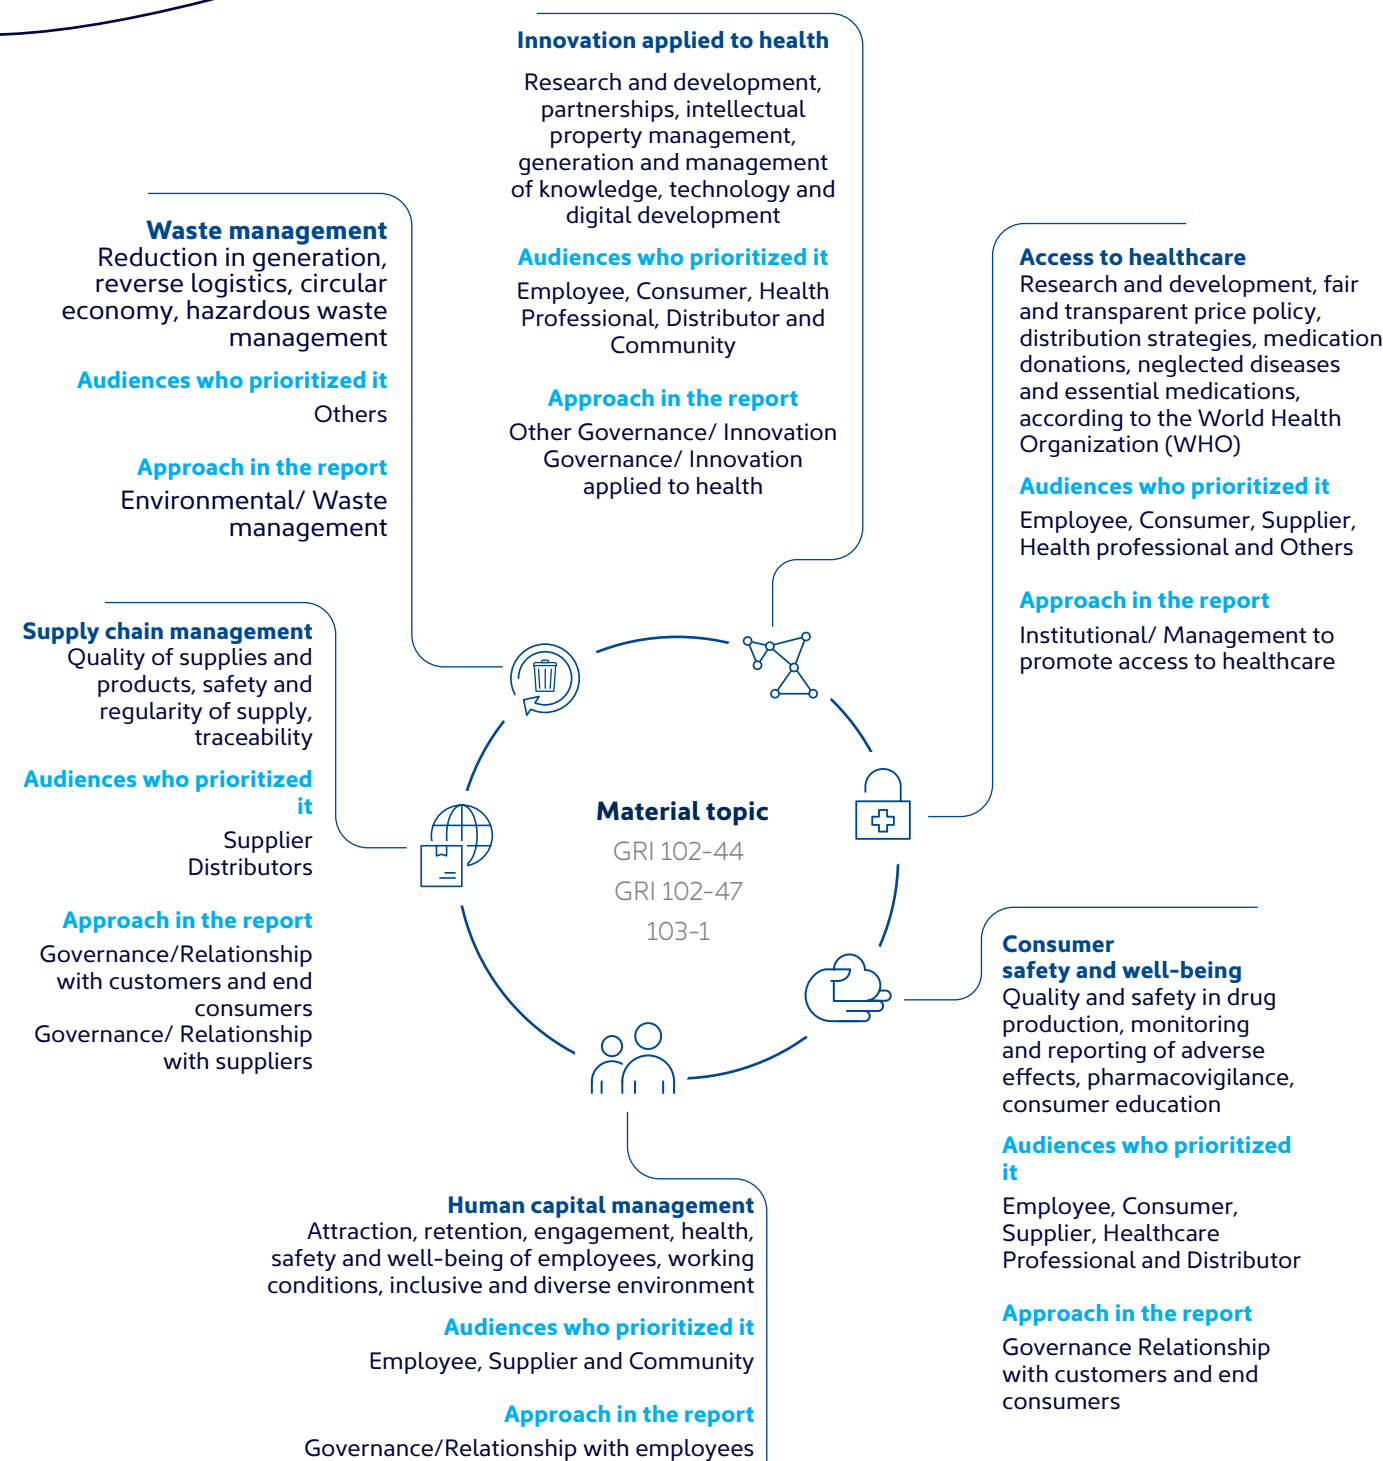 Innovation applied to health
Research and development,
partnerships, intellectual
property management,
generation and management
of knowledge, technology and
digital development
Audiences who prioritized it
Employee, Consumer, Health
Professional, Distributor and
Community
Approach in the report
Other Governance/ Innovation
Governance/ Innovation
applied to health
Waste management
Reduction in generation,
reverse logistics, circular
economy, hazardous waste
management
Audiences who prioritized it
Others
Approach in the report
Environmental/ Waste
management
Access to healthcare
Research and development, fair
and transparent price policy,
distribution strategies, medication
donations, neglected diseases
and essential medications,
according to the World Health
Organization (WHO)
Audiences who prioritized it
Employee, Consumer, Supplier,
Health professional and Others
Approach in the report
Institutional/ Management to
promote access to healthcare
Supply chain management
Quality of supplies and
products, safety and
regularity of supply,
traceability
Audiences who prioritized
it
Supplier
Distributors
Approach in the report
Governance/Relationship
with customers and end
consumers
Governance/ Relationship
with suppliers
Material topic
GRI 102-44
GRI 102-47
103-1
Consumer
safety and well-being
Quality and safety in drug
production, monitoring
and reporting of adverse
effects, pharmacovigilance,
consumer education
Audiences who prioritized
it
Employee, Consumer,
Supplier, Healthcare
Professional and Distributor
Approach in the report
Governance Relationship
with customers and end
consumers
Human capital management
Attraction, retention, engagement, health,
safety and well-being of employees, working
conditions, inclusive and diverse environment
Audiences who prioritized it
Employee, Supplier and Community
Approach in the report
Governance/Relationship with employees